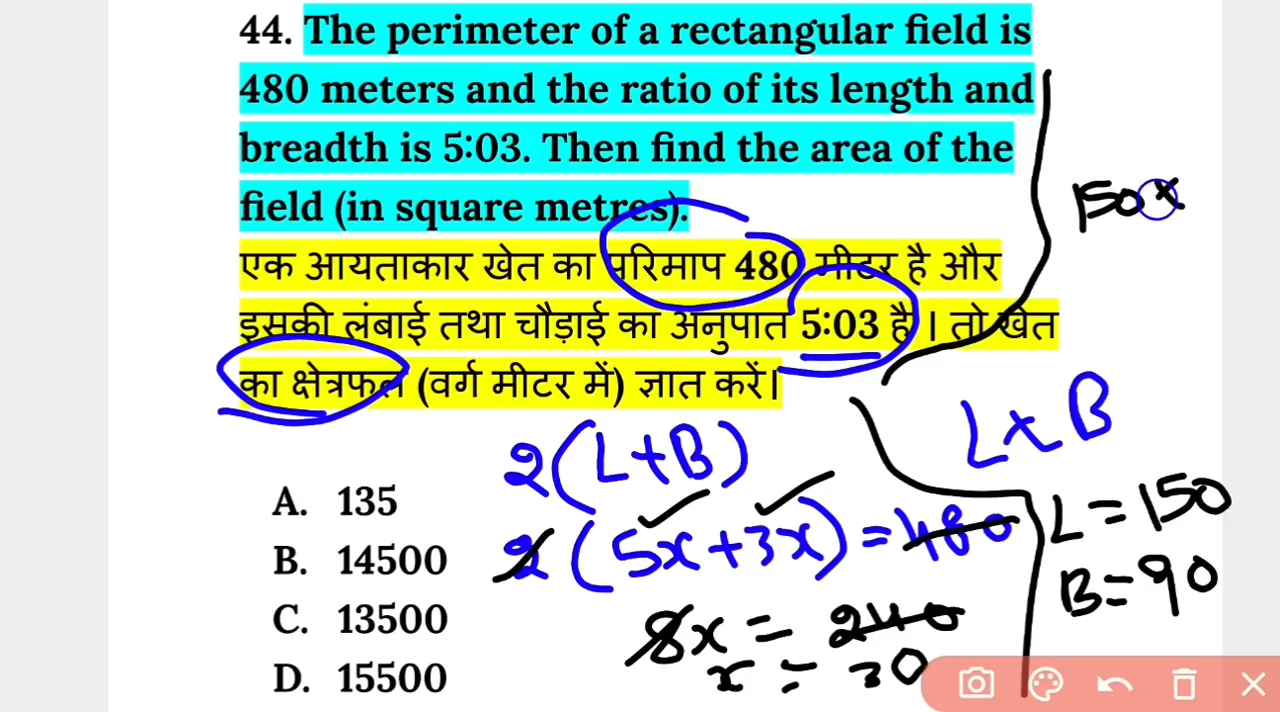 44. The perimeter of a rectangular field is
480 meters and the ratio of its length and
breadth is 5:03. Then find the area of the
field (in square metres).
एक आयताकार खेत का परिमाप 480 मीटर है और
इसकी लंबाई तथा चौड़ाई का अनुपात 5:03 है । तो खेत
का क्षेत्रफल (वर्ग मीटर में) ज्ञात करें।
A. 135
B. 14500
C. 13500
D. 15500
2(L+B)
2(5x+3x)=480
8x = 240
x = 30
150x
L x B
L = 150
B = 90